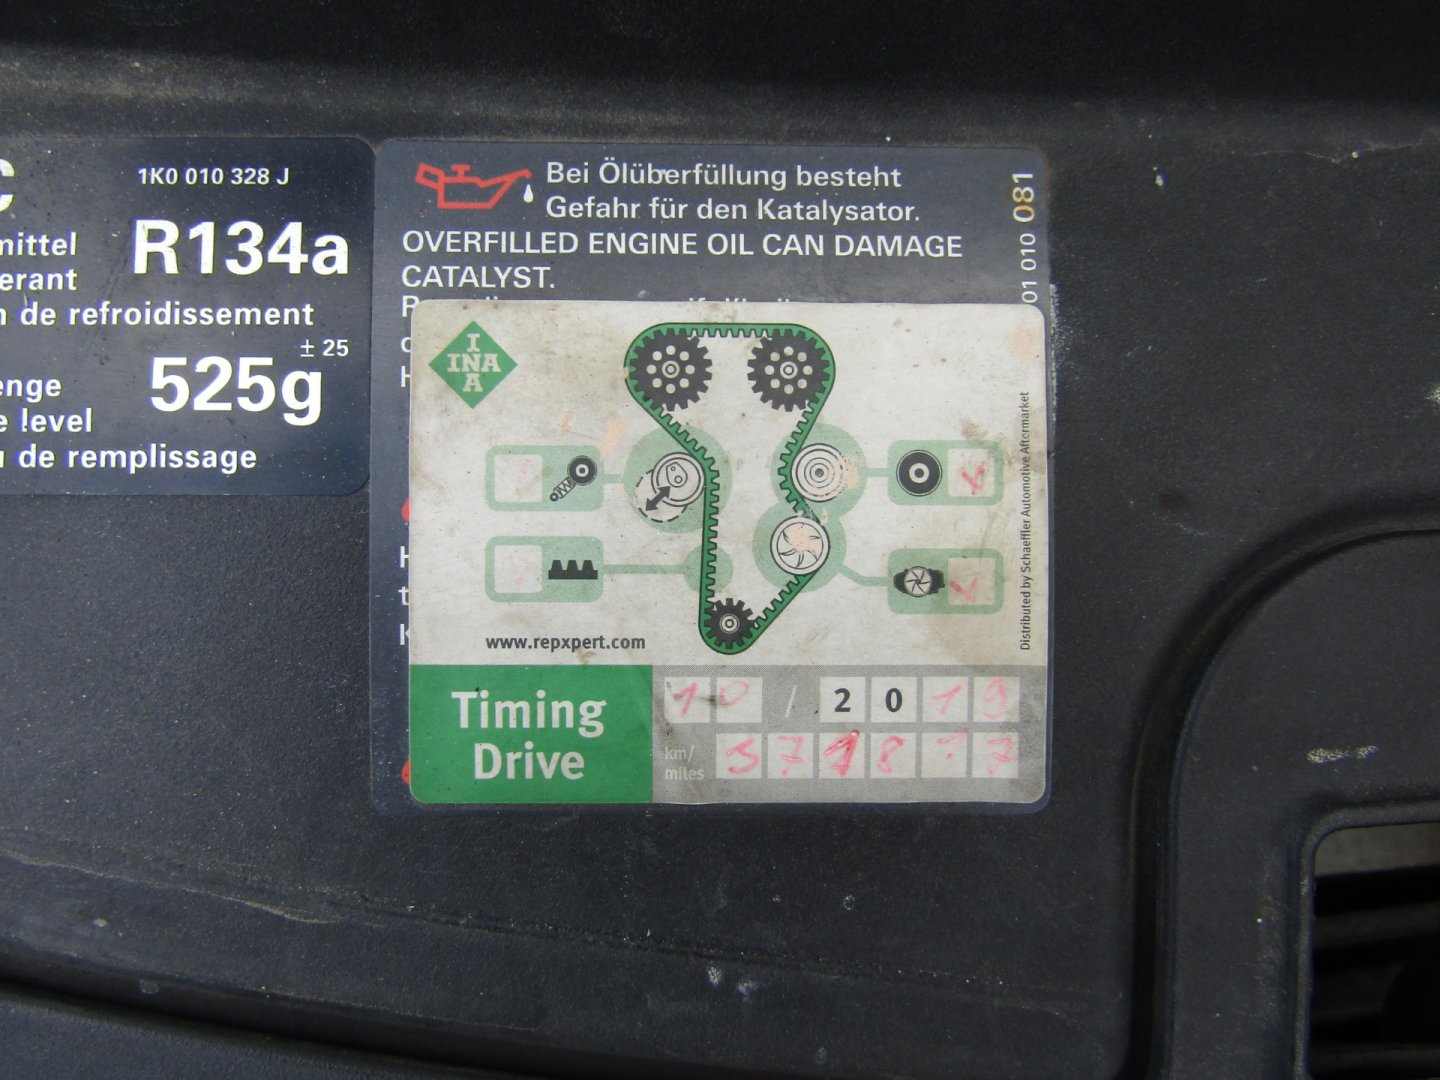 1K0 010 328 J
mittel
R134a
erant
n de refroidissement
± 25
enge
525g
e level
u de remplissage
Bei Ölüberfüllung besteht
Gefahr für den Katalysator.
OVERFILLED ENGINE OIL CAN DAMAGE
CATALYST.
01 010 081
INA
www.repxpert.com
Distributed by Schaeffler Automotive Aftermarket
Timing
Drive
10 / 2019
km/
miles